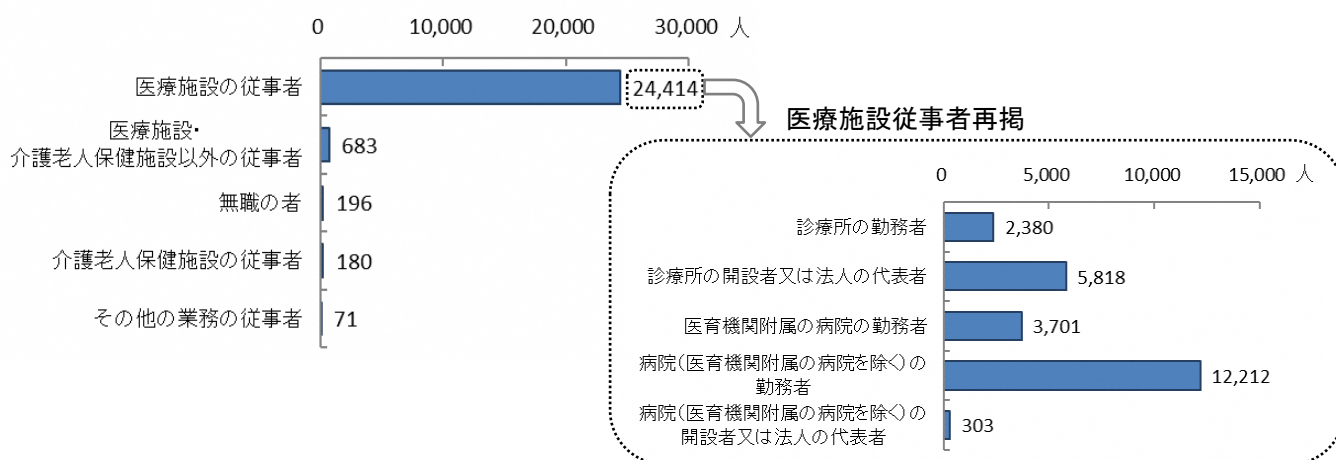 0 10,000 20,000 30,000 人
医療施設の従事者 24,414
医療施設・
介護老人保健施設以外の従事者 683
無職の者 196
介護老人保健施設の従事者 180
その他の業務の従事者 71
医療施設従事者再掲
0 5,000 10,000 15,000 人
診療所の勤務者 2,380
診療所の開設者又は法人の代表者 5,818
医育機関附属の病院の勤務者 3,701
病院(医育機関附属の病院を除く)の
勤務者 12,212
病院(医育機関附属の病院を除く)の
開設者又は法人の代表者 303